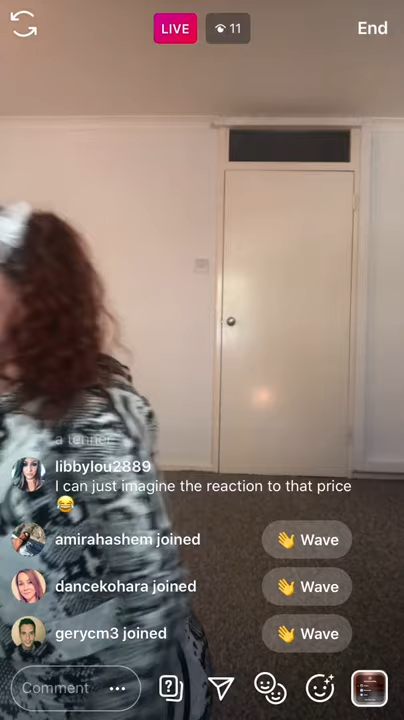 LIVE
11
End
a tenner
libbylou2889
I can just imagine the reaction to that price
😂
amirahashem joined
👋 Wave
dancekohara joined
👋 Wave
gerycm3 joined
👋 Wave
Comment